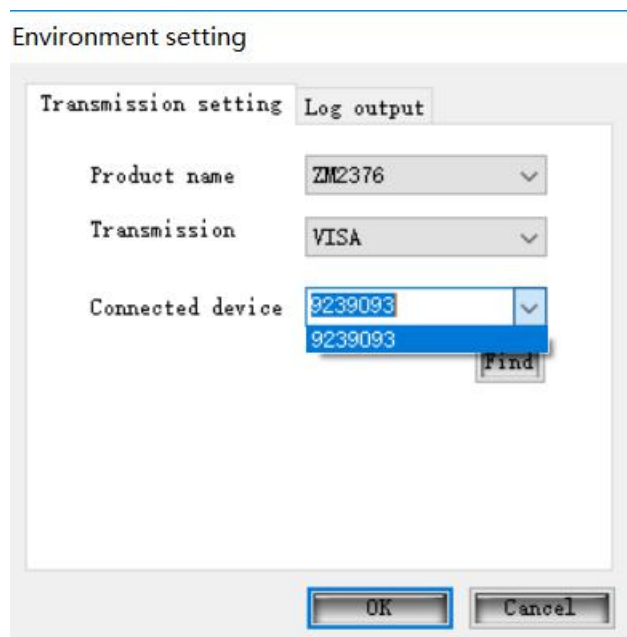 Environment setting
Transmission setting Log output
Product name ZM2376
Transmission VISA
Connected device 9239093
9239093
Find
OK Cancel